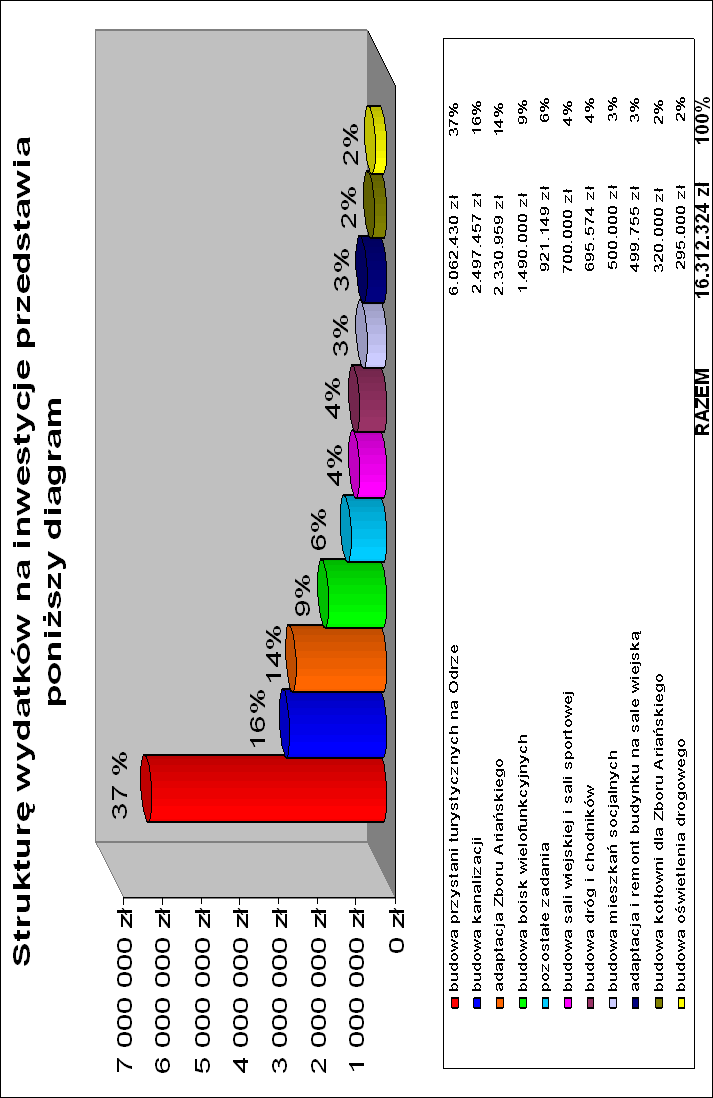 Strukturę wydatków na inwestycje przedstawia
poniższy diagram
7 000 000 zł
6 000 000 zł
5 000 000 zł
4 000 000 zł
3 000 000 zł
2 000 000 zł
1 000 000 zł
0 zł
37 %
16%
14%
9%
6%
4%
4%
3%
3%
2%
2%
budowa przystani turystycznych na Odrze 6.062.430 zł 37%
budowa kanalizacji 2.497.457 zł 16%
adaptacja Zboru Ariańskiego 2.330.959 zł 14%
budowa boisk wielofunkcyjnych 1.490.000 zł 9%
pozostałe zadania 921.149 zł 6%
budowa sali wiejskiej i sali sportowej 700.000 zł 4%
budowa dróg i chodników 695.574 zł 4%
budowa mieszkań socjalnych 500.000 zł 3%
adaptacja i remont budynku na sale wiejską 499.755 zł 3%
budowa kotłowni dla Zboru Ariańskiego 320.000 zł 2%
budowa oświetlenia drogowego 295.000 zł 2%
RAZEM 16.312.324 zł 100%